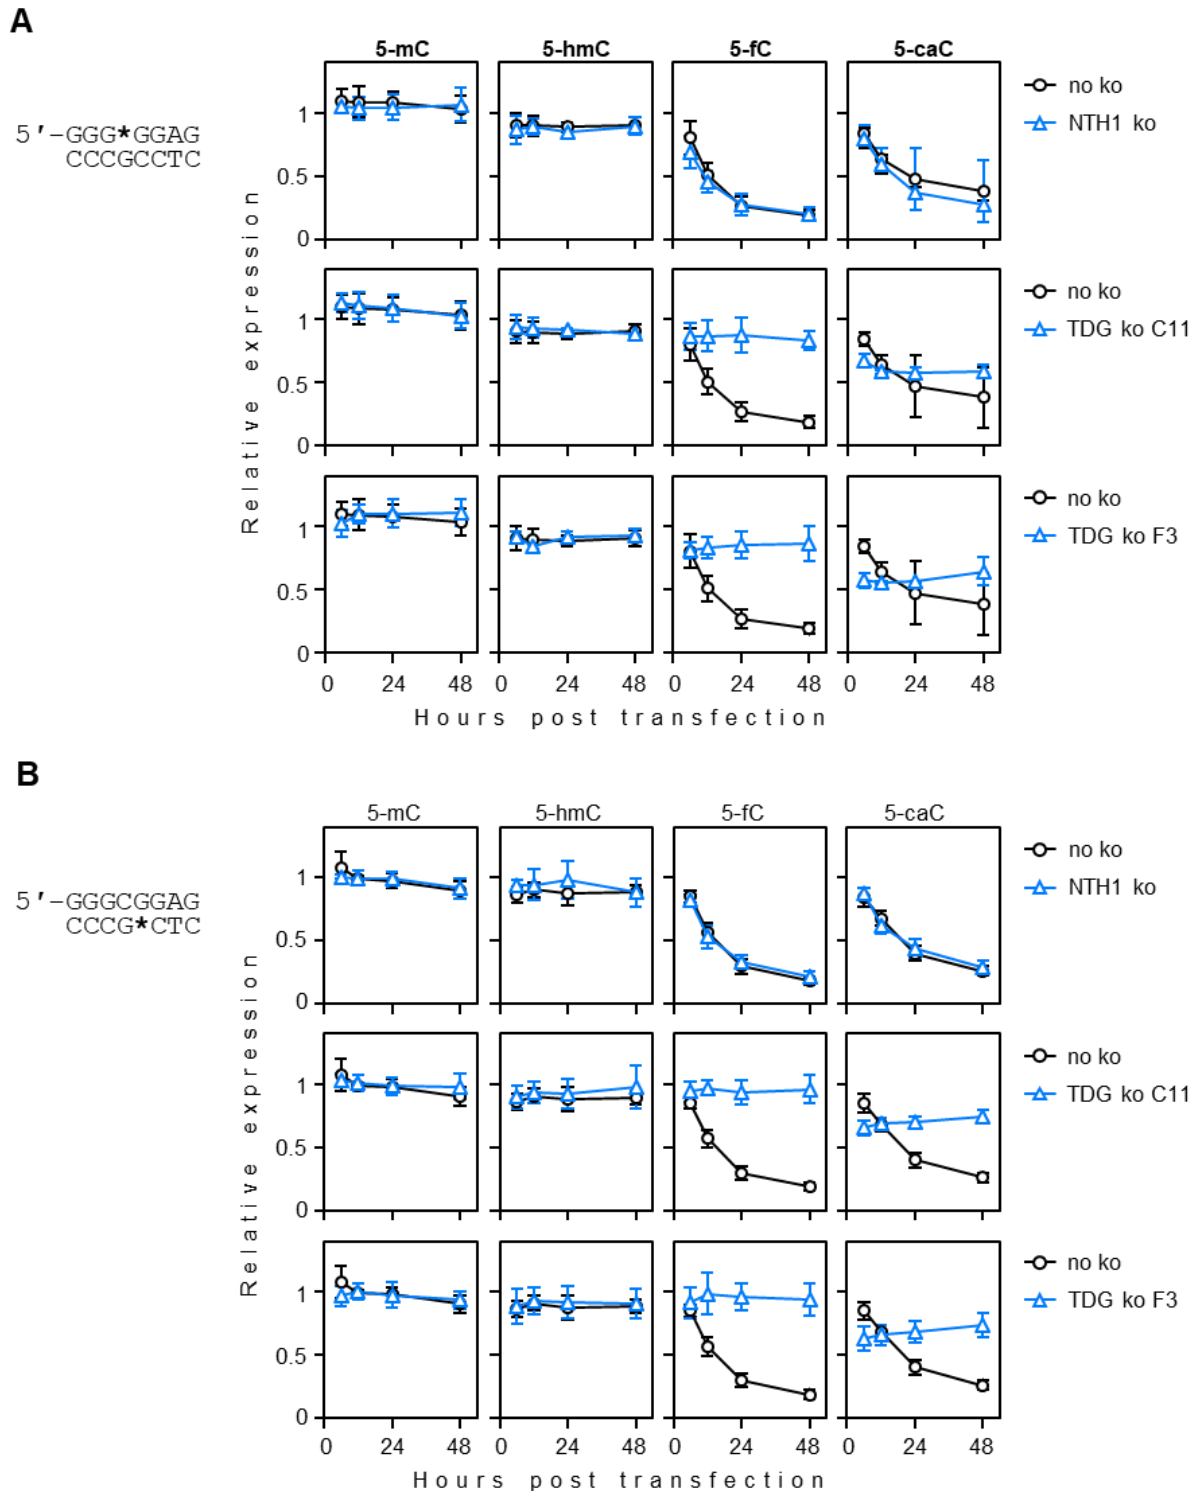 A
5-mC 5-hmC 5-fC 5-caC
5′-GGG*GGAG
CCCGCCTC
Relative expression
1
0.5
0
no ko
NTH1 ko
1
0.5
0
no ko
TDG ko C11
1
0.5
0
no ko
TDG ko F3
0 24 48 0 24 48 0 24 48 0 24 48
Hours post transfection
B
5-mC 5-hmC 5-fC 5-caC
5′-GGGCGGAG
CCCG*CTC
Relative expression
1
0.5
0
no ko
NTH1 ko
1
0.5
0
no ko
TDG ko C11
1
0.5
0
no ko
TDG ko F3
0 24 48 0 24 48 0 24 48 0 24 48
Hours post transfection